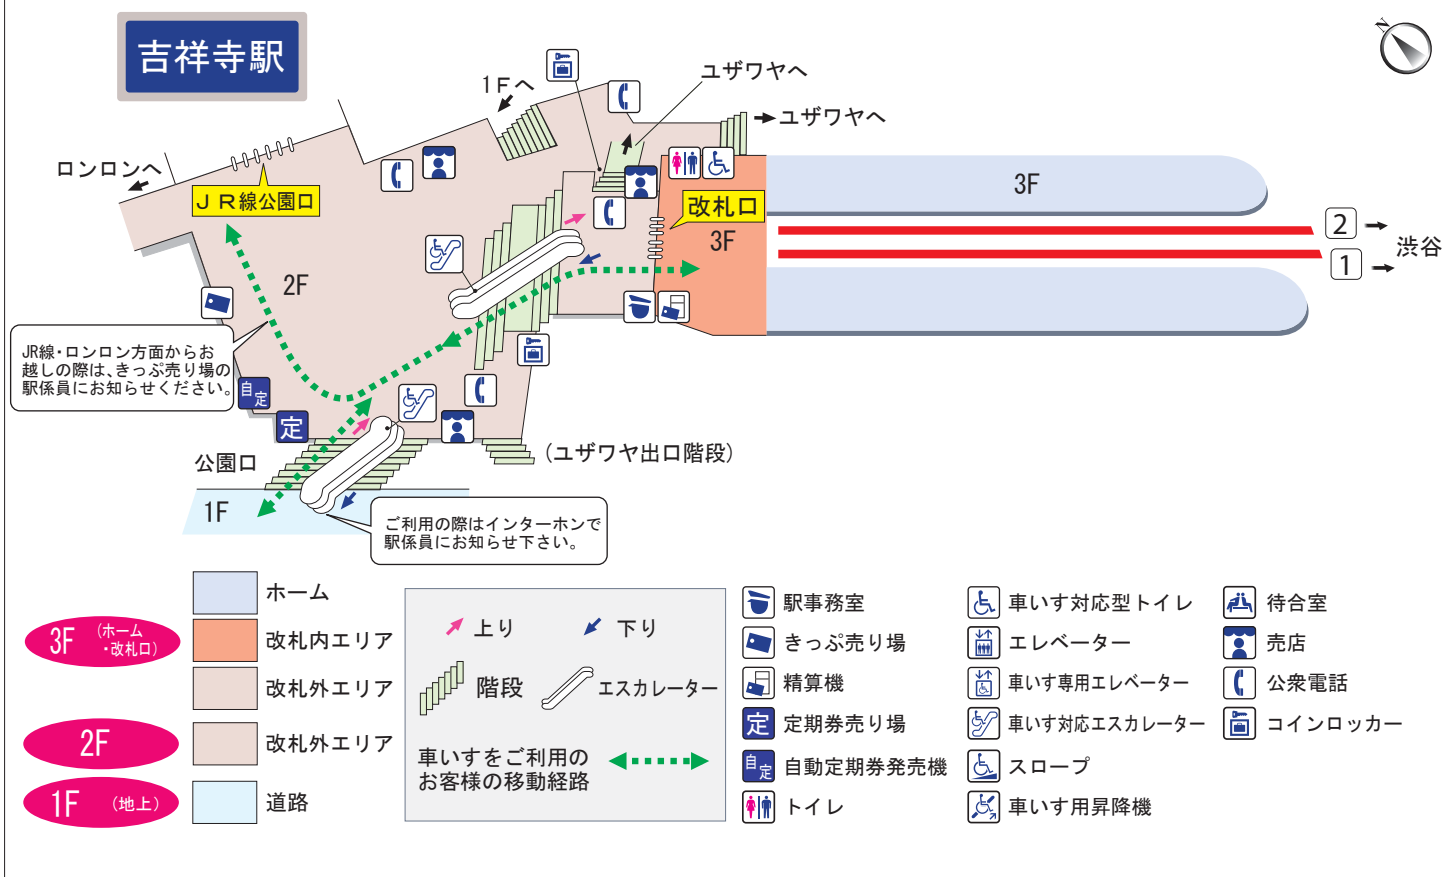 吉祥寺駅
N
1Fへ
ユザワヤへ
ユザワヤへ
ロンロンへ
JR線公園口
改札口
3F
3F
2
渋谷
1
2F
JR線・ロンロン方面からお
越しの際は、きっぷ売り場の
駅係員にお知らせください。
自定
定
公園口
(ユザワヤ出口階段)
1F
ご利用の際はインターホンで
駅係員にお知らせ下さい。
3F (ホーム・改札口)
ホーム
改札内エリア
改札外エリア
2F
改札外エリア
1F (地上)
道路
上り
下り
階段
エスカレーター
車いすをご利用の
お客様の移動経路
駅事務室
きっぷ売り場
精算機
定 定期券売り場
自定 自動定期券発売機
トイレ
車いす対応型トイレ
エレベーター
車いす専用エレベーター
車いす対応エスカレーター
スロープ
車いす用昇降機
待合室
売店
公衆電話
コインロッカー